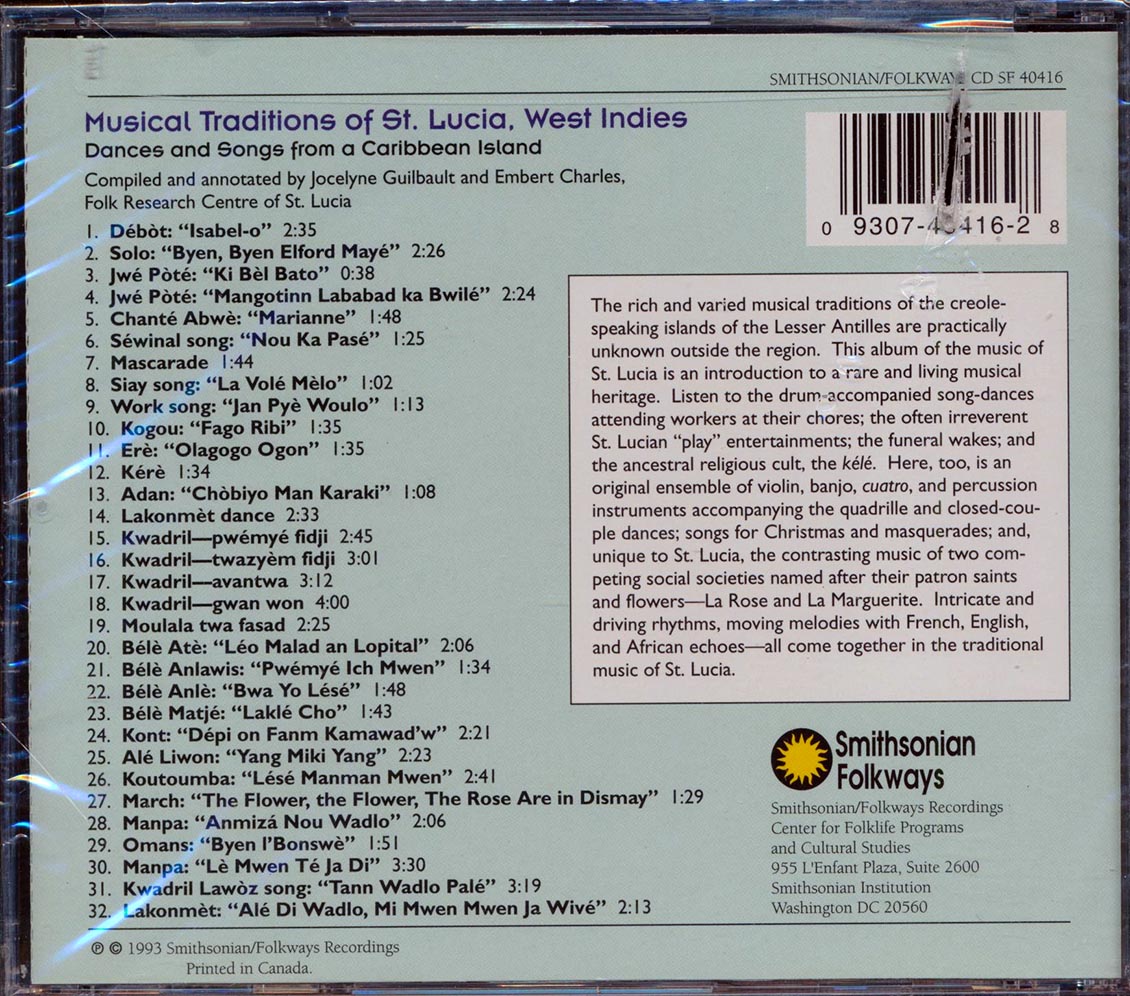 SMITHSONIAN/FOLKWAY CD SF 40416
Musical Traditions of St. Lucia, West Indies
Dances and Songs from a Caribbean Island
Compiled and annotated by Jocelyne Guilbault and Embert Charles,
Folk Research Centre of St. Lucia
1. Débòt: “Isabel-o” 2:35
2. Solo: “Byen, Byen Elford Mayé” 2:26
3. Jwé Pòté: “Ki Bèl Bato” 0:38
4. Jwé Pòté: “Mangotinn Lababad ka Bwilé” 2:24
5. Chanté Abwè: “Marianne” 1:48
6. Séwinal song: “Nou Ka Pasé” 1:25
7. Mascarade 1:44
8. Siay song: “La Volé Mèlo” 1:02
9. Work song: “Jan Pyè Woulo” 1:13
10. Kogou: “Fago Ribi” 1:35
11. Erè: “Olagogo Ogon” 1:35
12. Kérè 1:34
13. Adan: “Chòbiyo Man Karaki” 1:08
14. Lakonmèt dance 2:33
15. Kwadril—pwémyé fidji 2:45
16. Kwadril—twazyèm fidji 3:01
17. Kwadril—avantwa 3:12
18. Kwadril—gwan won 4:00
19. Moulala twa fasad 2:25
20. Bélè Atè: “Léo Malad an Lopital” 2:06
21. Bélè Anlawis: “Pwémyé Ich Mwen” 1:34
22. Bélè Anlè: “Bwa Yo Lésé” 1:48
23. Bélè Matjé: “Laklé Cho” 1:43
24. Kont: “Dépi on Fanm Kamawad’w” 2:21
25. Alé Liwon: “Yang Miki Yang” 2:23
26. Koutoumba: “Lésé Manman Mwen” 2:41
27. March: “The Flower, the Flower, The Rose Are in Dismay” 1:29
28. Manpa: “Anmizá Nou Wadlo” 2:06
29. Omans: “Byen l’Bonswè” 1:51
30. Manpa: “Lè Mwen Té Ja Di” 3:30
31. Kwadril Lawòz song: “Tann Wadlo Palé” 3:19
32. Lakonmèt: “Alé Di Wadlo, Mi Mwen Mwen Ja Wivé” 2:13
℗ © 1993 Smithsonian/Folkways Recordings
Printed in Canada.
0 9307-4 416-2 8
The rich and varied musical traditions of the creole-
speaking islands of the Lesser Antilles are practically
unknown outside the region. This album of the music of
St. Lucia is an introduction to a rare and living musical
heritage. Listen to the drum-accompanied song-dances
attending workers at their chores; the often irreverent
St. Lucian “play” entertainments; the funeral wakes; and
the ancestral religious cult, the kélé. Here, too, is an
original ensemble of violin, banjo, cuatro, and percussion
instruments accompanying the quadrille and closed-cou-
ple dances; songs for Christmas and masquerades; and,
unique to St. Lucia, the contrasting music of two com-
peting social societies named after their patron saints
and flowers—La Rose and La Marguerite. Intricate and
driving rhythms, moving melodies with French, English,
and African echoes—all come together in the traditional
music of St. Lucia.
Smithsonian
Folkways
Smithsonian/Folkways Recordings
Center for Folklife Programs
and Cultural Studies
955 L'Enfant Plaza, Suite 2600
Smithsonian Institution
Washington DC 20560